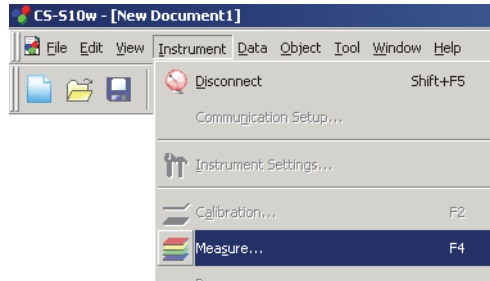 CS-S10w - [New Document1]
File Edit View Instrument Data Object Tool Window Help
Disconnect Shift+F5
Communication Setup...
Instrument Settings...
Calibration... F2
Measure... F4